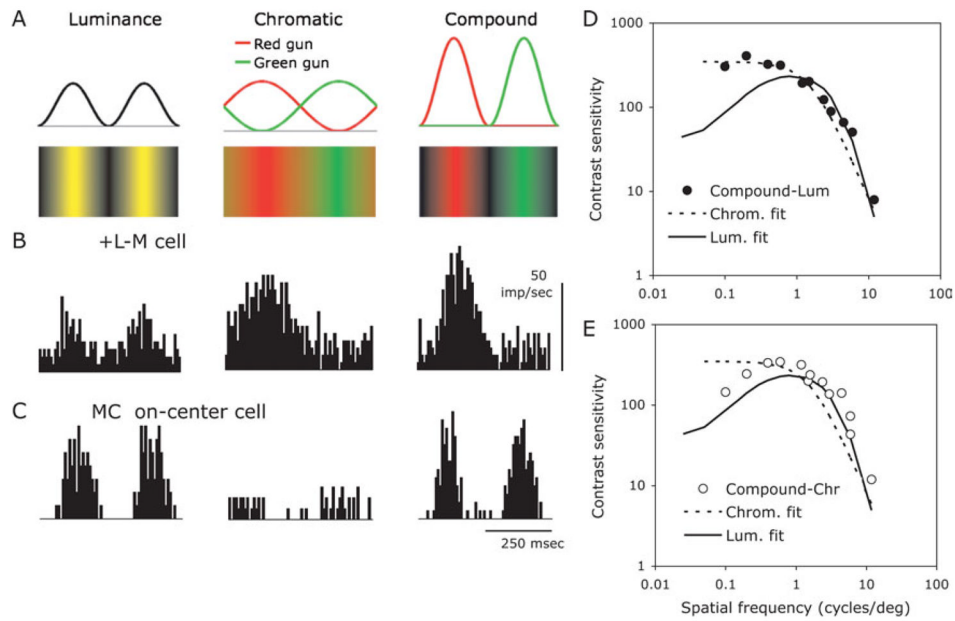 A
Luminance
Chromatic
Compound
Red gun
Green gun
B
+L-M cell
50
imp/sec
C
MC on-center cell
250 msec
D
1000
100
10
1
0.01
0.1
1
10
100
Contrast sensitivity
Compound-Lum
Chrom. fit
Lum. fit
E
1000
100
10
1
0.01
0.1
1
10
100
Contrast sensitivity
Compound-Chr
Chrom. fit
Lum. fit
Spatial frequency (cycles/deg)